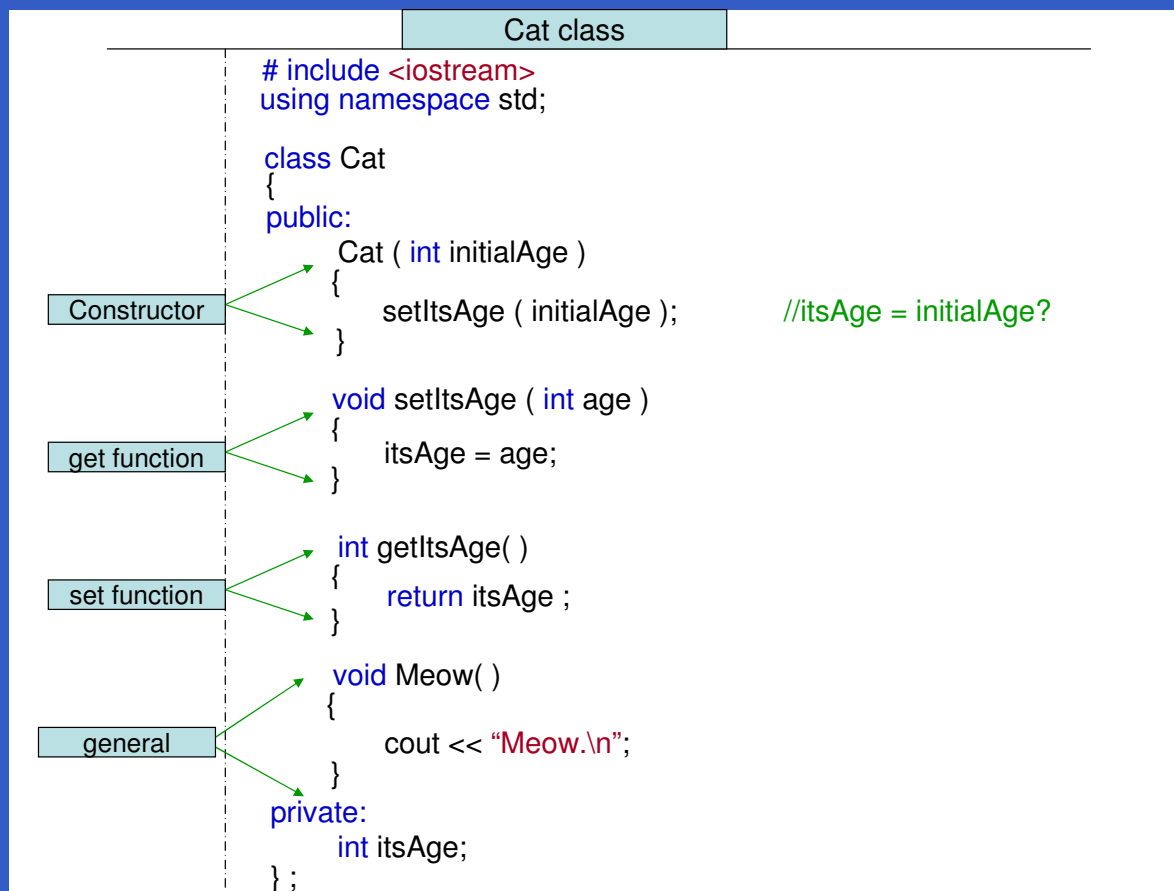 Cat class
# include <iostream>
using namespace std;
class Cat
{
public:
Cat ( int initialAge )
{
Constructor
setItsAge ( initialAge ); //itsAge = initialAge?
}
void setItsAge ( int age )
{
get function
itsAge = age;
}
int getItsAge( )
{
set function
return itsAge ;
}
void Meow( )
{
general
cout << “Meow.\n”;
}
private:
int itsAge;
} ;